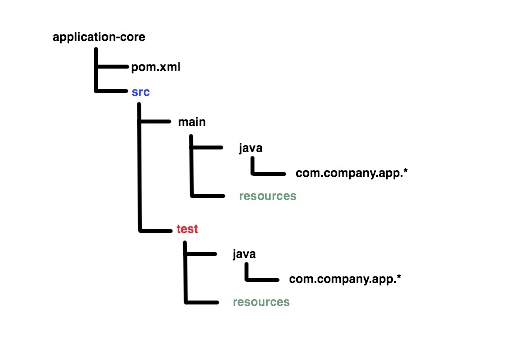 application-core
pom.xml
src
main
java
com.company.app.*
resources
test
java
com.company.app.*
resources